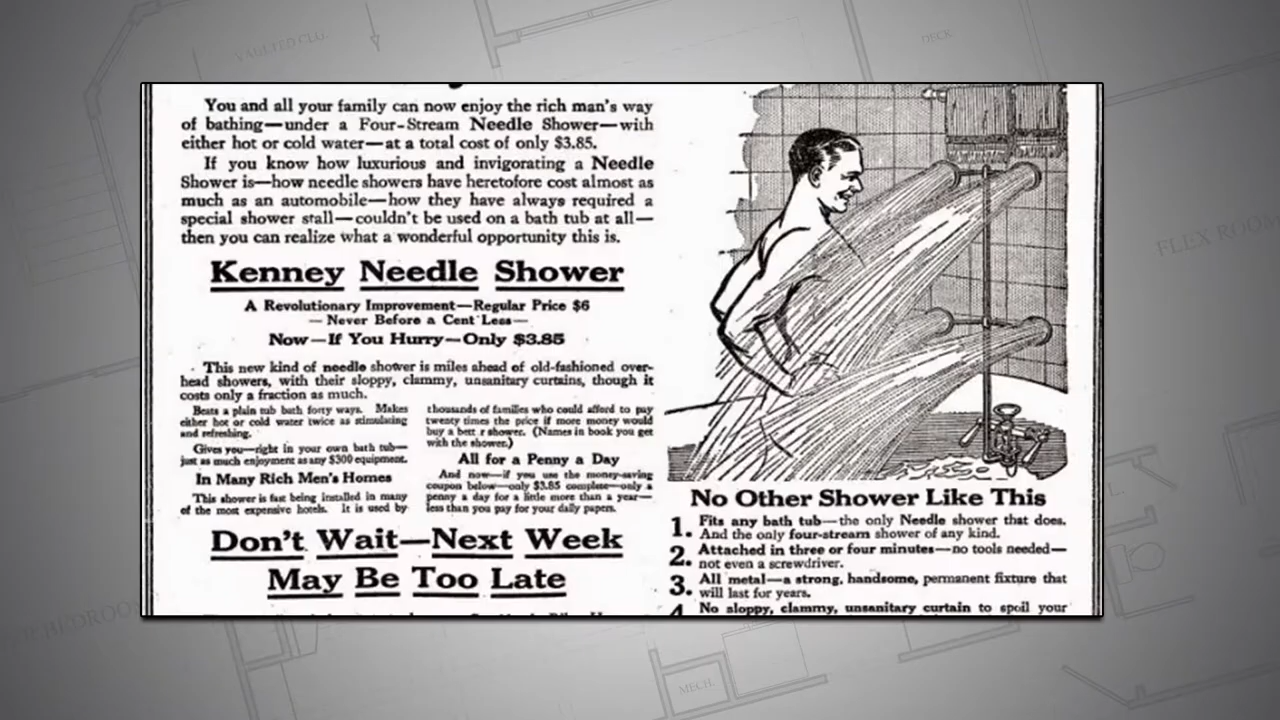 You and all your family can now enjoy the rich man's way
of bathing—under a Four-Stream Needle Shower—with
either hot or cold water—at a total cost of only $3.85.
If you know how luxurious and invigorating a Needle
Shower is—how needle showers have heretofore cost almost as
much as an automobile—how they have always required a
special shower stall—couldn't be used on a bath tub at all—
then you can realize what a wonderful opportunity this is.
Kenney Needle Shower
A Revolutionary Improvement—Regular Price $6
—Never Before a Cent Less—
Now—If You Hurry—Only $3.85
This new kind of needle shower is miles ahead of old-fashioned over-
head showers, with their sloppy, clammy, unsanitary curtains, though it
costs only a fraction as much.
Beats a plain tub bath forty ways. Makes
either hot or cold water twice as stimulating
and refreshing.
Gives you—right in your own bath tub—
just as much enjoyment as any $300 equipment.
In Many Rich Men's Homes
This shower is fast being installed in many
of the most expensive hotels. It is used by
thousands of families who could afford to pay
twenty times the price if more money would
buy a bett r shower. (Names in book you get
with the shower.)
All for a Penny a Day
And now—if you use the money-saving
coupon below—only $3.85 complete—only a
penny a day for a little more than a year—
less than you pay for your daily papers.
Don't Wait—Next Week
May Be Too Late
No Other Shower Like This
1. Fits any bath tub—the only Needle shower that does.
And the only four-stream shower of any kind.
2. Attached in three or four minutes—no tools needed—
not even a screwdriver.
3. All metal—a strong, handsome, permanent fixture that
will last for years.
4. No sloppy, clammy, unsanitary curtain to spoil your
VAULTED CLG.
DECK
FLEX ROOM
BEDROOM
MECH.